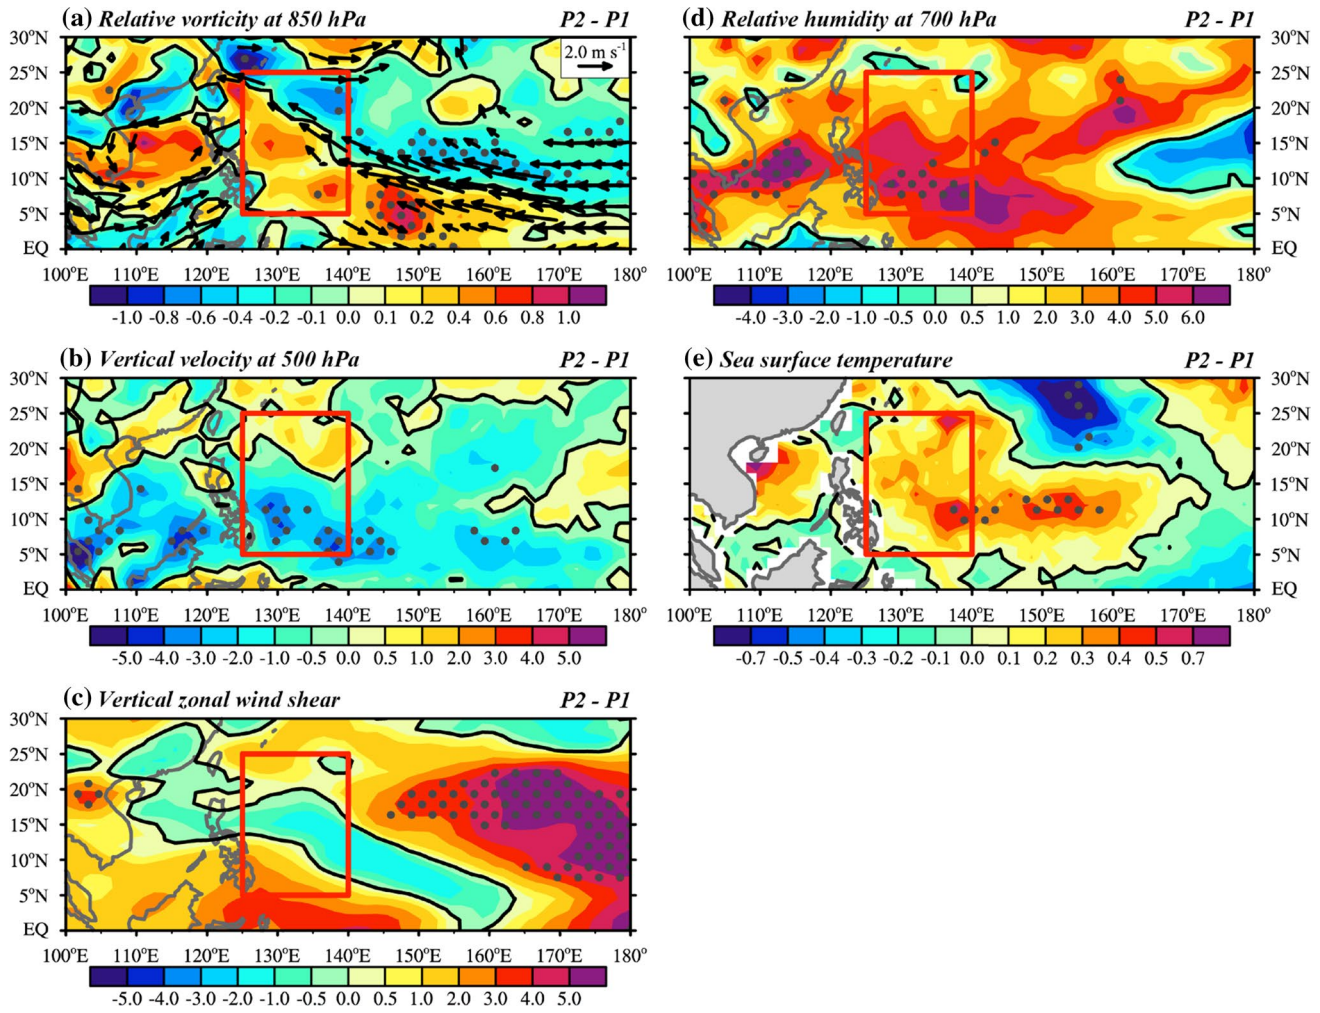 (a) Relative vorticity at 850 hPa P2 - P1
2.0 m s-1
30°N
25°N
20°N
15°N
10°N
5°N
EQ
100°E 110°E 120°E 130°E 140°E 150°E 160°E 170°E 180°
-1.0 -0.8 -0.6 -0.4 -0.2 -0.1 0.0 0.1 0.2 0.4 0.6 0.8 1.0
(d) Relative humidity at 700 hPa P2 - P1
30°N
25°N
20°N
15°N
10°N
5°N
EQ
100°E 110°E 120°E 130°E 140°E 150°E 160°E 170°E 180°
-4.0 -3.0 -2.0 -1.0 -0.5 0.0 0.5 1.0 2.0 3.0 4.0 5.0 6.0
(b) Vertical velocity at 500 hPa P2 - P1
30°N
25°N
20°N
15°N
10°N
5°N
EQ
100°E 110°E 120°E 130°E 140°E 150°E 160°E 170°E 180°
-5.0 -4.0 -3.0 -2.0 -1.0 -0.5 0.0 0.5 1.0 2.0 3.0 4.0 5.0
(e) Sea surface temperature P2 - P1
30°N
25°N
20°N
15°N
10°N
5°N
EQ
100°E 110°E 120°E 130°E 140°E 150°E 160°E 170°E 180°
-0.7 -0.5 -0.4 -0.3 -0.2 -0.1 0.0 0.1 0.2 0.3 0.4 0.5 0.7
(c) Vertical zonal wind shear P2 - P1
30°N
25°N
20°N
15°N
10°N
5°N
EQ
100°E 110°E 120°E 130°E 140°E 150°E 160°E 170°E 180°
-5.0 -4.0 -3.0 -2.0 -1.0 -0.5 0.0 0.5 1.0 2.0 3.0 4.0 5.0